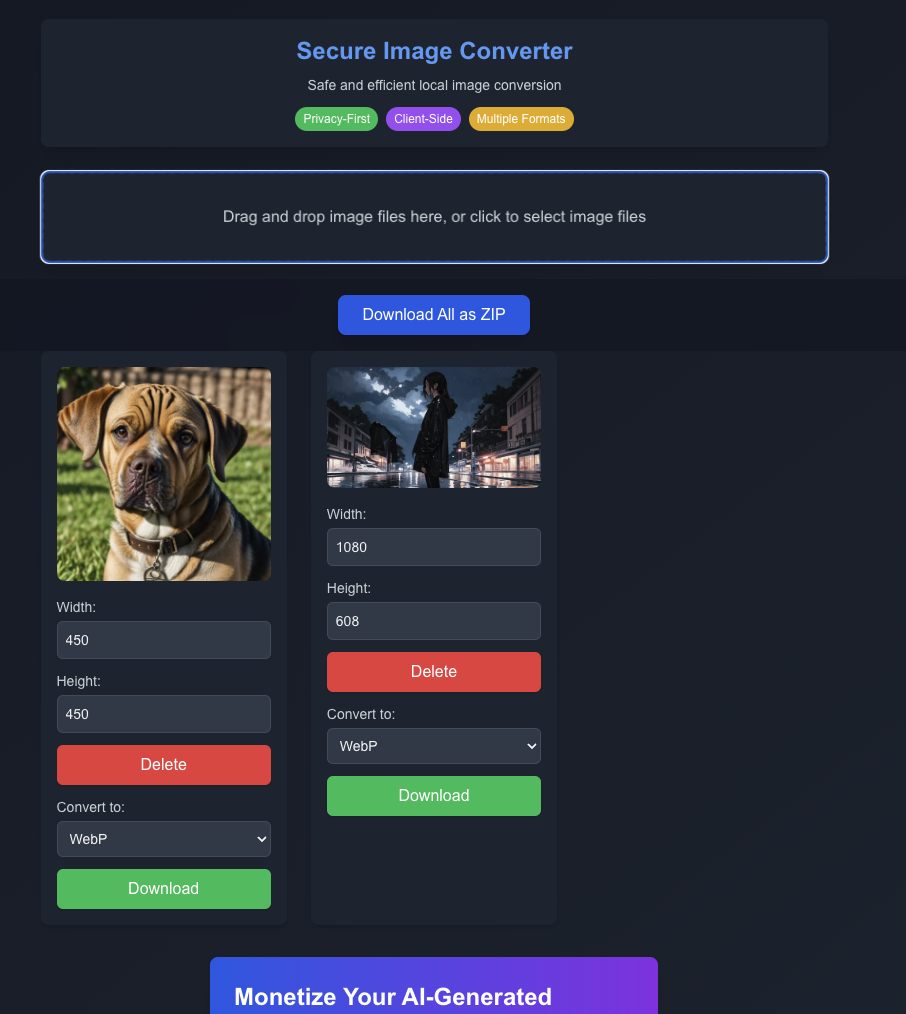 Secure Image Converter
Safe and efficient local image conversion
Privacy-First Client-Side Multiple Formats
Drag and drop image files here, or click to select image files
Download All as ZIP
Width:
450
Height:
450
Delete
Convert to:
WebP
Download
Width:
1080
Height:
608
Delete
Convert to:
WebP
Download
Monetize Your AI-Generated